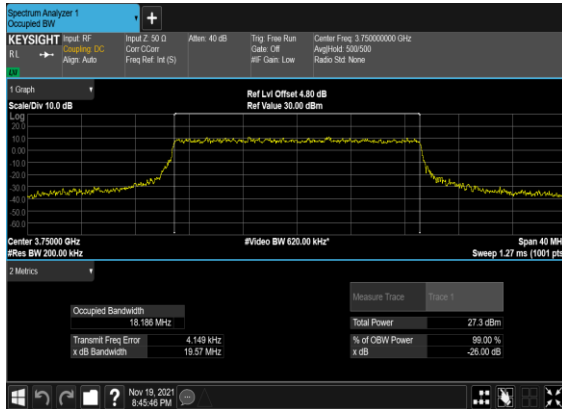 Spectrum Analyzer 1
Occupied BW
+
KEYSIGHT Input: RF Input Z: 50 Ω Atten: 40 dB Trig: Free Run Center Freq: 3.750000000 GHz
RL Coupling: DC Corr CCorr Gate: Off Avg|Hold: 500/500
Align: Auto Freq Ref: Int (S) #IF Gain: Low Radio Std: None
LXI
1 Graph
Ref Lvl Offset 4.80 dB
Scale/Div 10.0 dB Ref Value 30.00 dBm
Log
20.0
10.0
0.00
-10.0
-20.0
-30.0
-40.0
-50.0
-60.0
Center 3.75000 GHz #Video BW 620.00 kHz* Span 40 MH
#Res BW 200.00 kHz Sweep 1.27 ms (1001 pts
2 Metrics
Measure Trace Trace 1
Occupied Bandwidth
18.186 MHz Total Power 27.3 dBm
Transmit Freq Error 4.149 kHz % of OBW Power 99.00 %
x dB Bandwidth 19.57 MHz x dB -26.00 dB
? Nov 19, 2021
8:45:46 PM